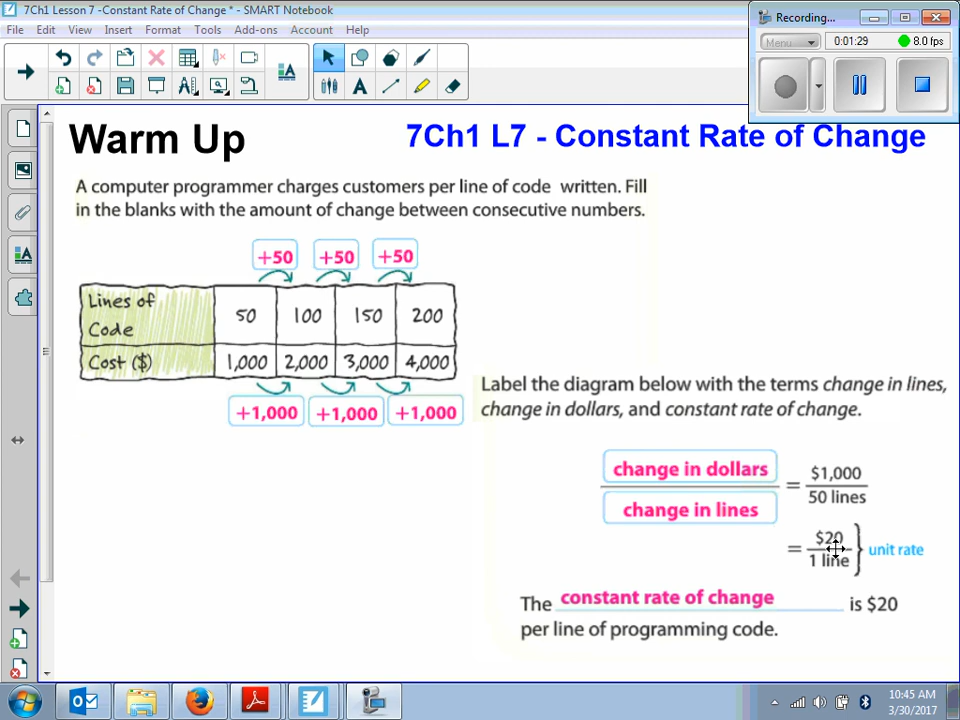 7Ch1 Lesson 7 -Constant Rate of Change * - SMART Notebook
File Edit View Insert Format Tools Add-ons Account Help
Recording...
Menu 0:01:29 8.0 fps
Warm Up
7Ch1 L7 - Constant Rate of Change
A computer programmer charges customers per line of code written. Fill
in the blanks with the amount of change between consecutive numbers.
+50 +50 +50
Lines of
Code
50 100 150 200
Cost ($) 1,000 2,000 3,000 4,000
+1,000 +1,000 +1,000
Label the diagram below with the terms change in lines,
change in dollars, and constant rate of change.
change in dollars
change in lines
= $1,000
50 lines
= $20
1 line
unit rate
The constant rate of change is $20
per line of programming code.
10:45 AM
3/30/2017